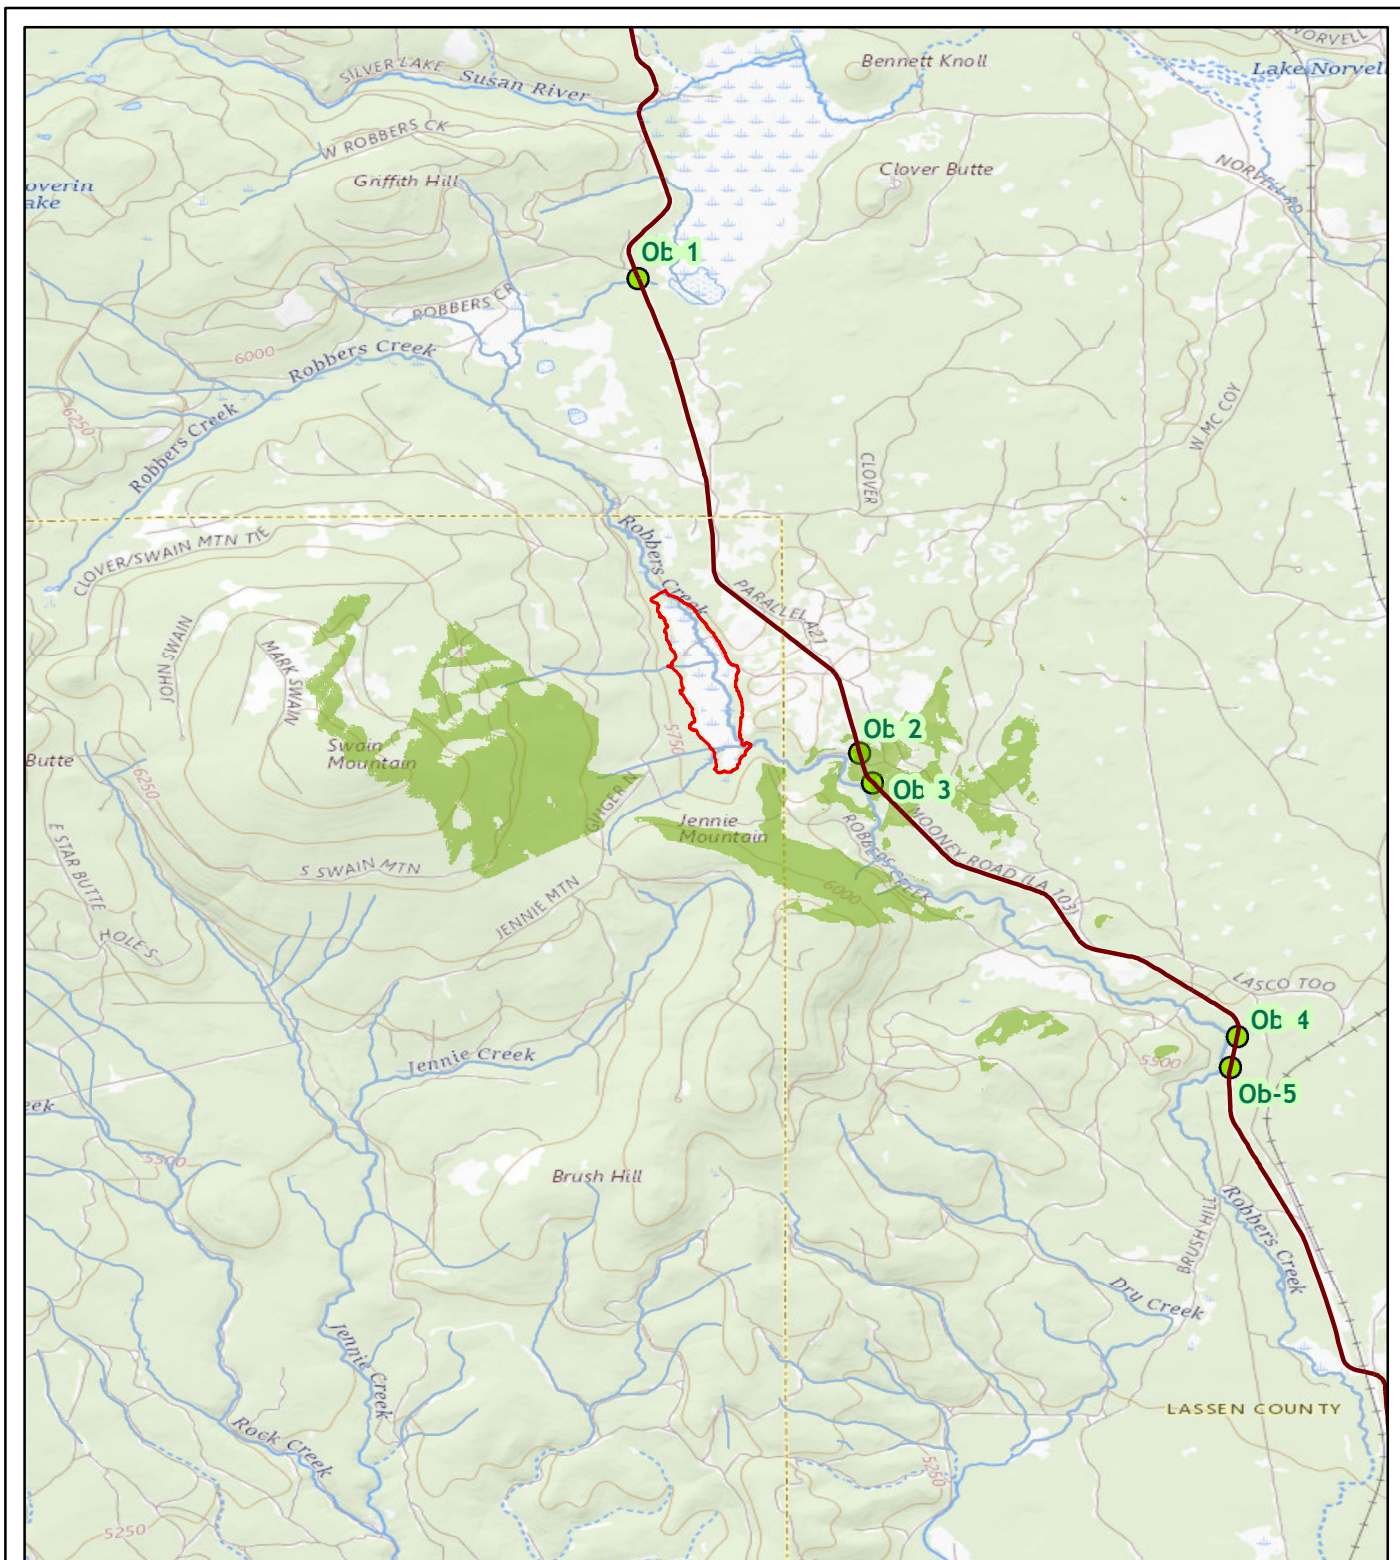 NORVELL
Bennett Knoll
Lake Norvell
SILVER LAKE
Susan River
W ROBBERS CK
Griffith Hill
Clover Butte
NORVELL RD
overin
ake
Ob-1
ROBBERS CR
6000
Robbers Creek
6250
Robbers Creek
W MC COY
CLOVER
Robbers Creek
CLOVER/SWAIN MTN TIE
PARALLEL A21
JOHN SWAIN
MARK SWAIN
5750
Swain
Mountain
Butte
6250
Ob-2
Ob-3
GINGER N
Jennie
Mountain
MOONEY ROAD (LA 103)
ROBBERS CREEK
6000
E STAR BUTTE
S SWAIN MTN
JENNIE MTN
HOLE S
LASCO TOO
Ob-4
5500
Ob-5
Jennie Creek
eek
5500
Brush Hill
BRUSH HILL
Robbers Creek
Dry Creek
Jennie Creek
LASSEN COUNTY
Rock Creek
5250
5250